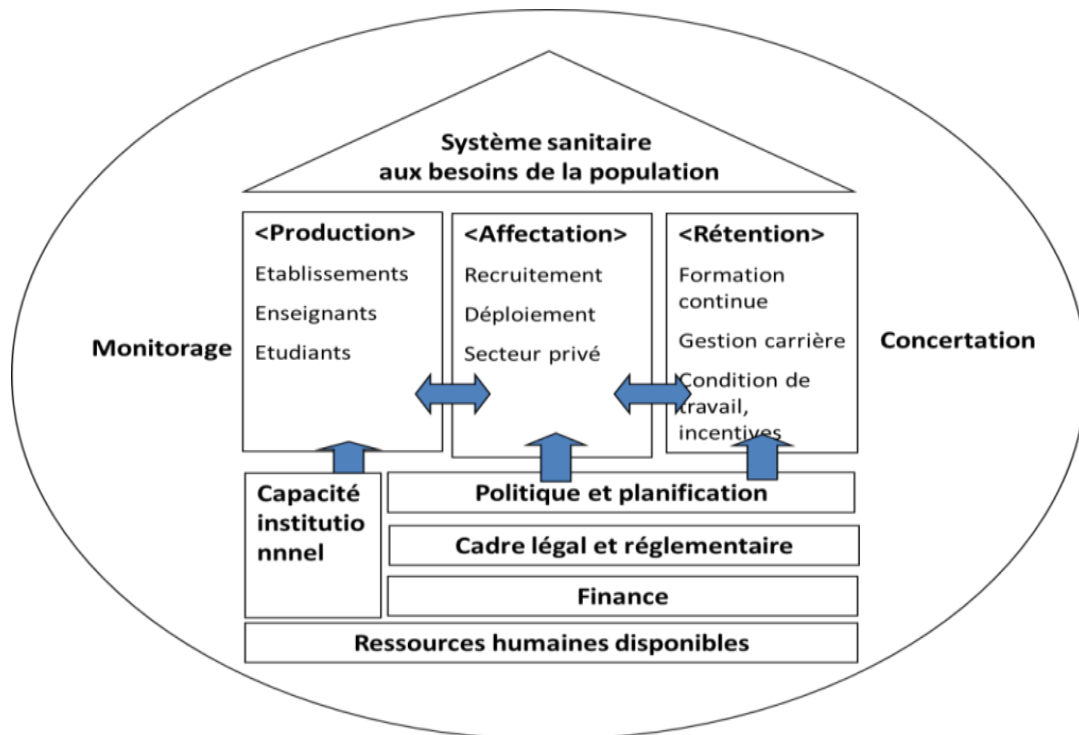 Système sanitaire
aux besoins de la population
<Production>
Etablissements
Enseignants
Etudiants
<Affectation>
Recruitement
Déploiement
Secteur privé
<Rétention>
Formation
continue
Gestion carrière
Condition de
travail,
incentives
Monitorage
Concertation
Capacité
institutio
nnnel
Politique et planification
Cadre légal et réglementaire
Finance
Ressources humaines disponibles